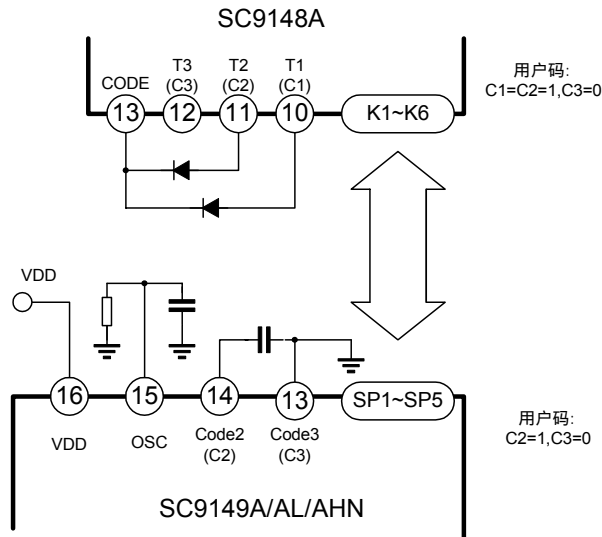 SC9148A
CODE
T3
(C3)
T2
(C2)
T1
(C1)
13
12
11
10
K1~K6
用户码:
C1=C2=1,C3=0
VDD
16
15
14
13
SP1~SP5
VDD
OSC
Code2
(C2)
Code3
(C3)
用户码:
C2=1,C3=0
SC9149A/AL/AHN